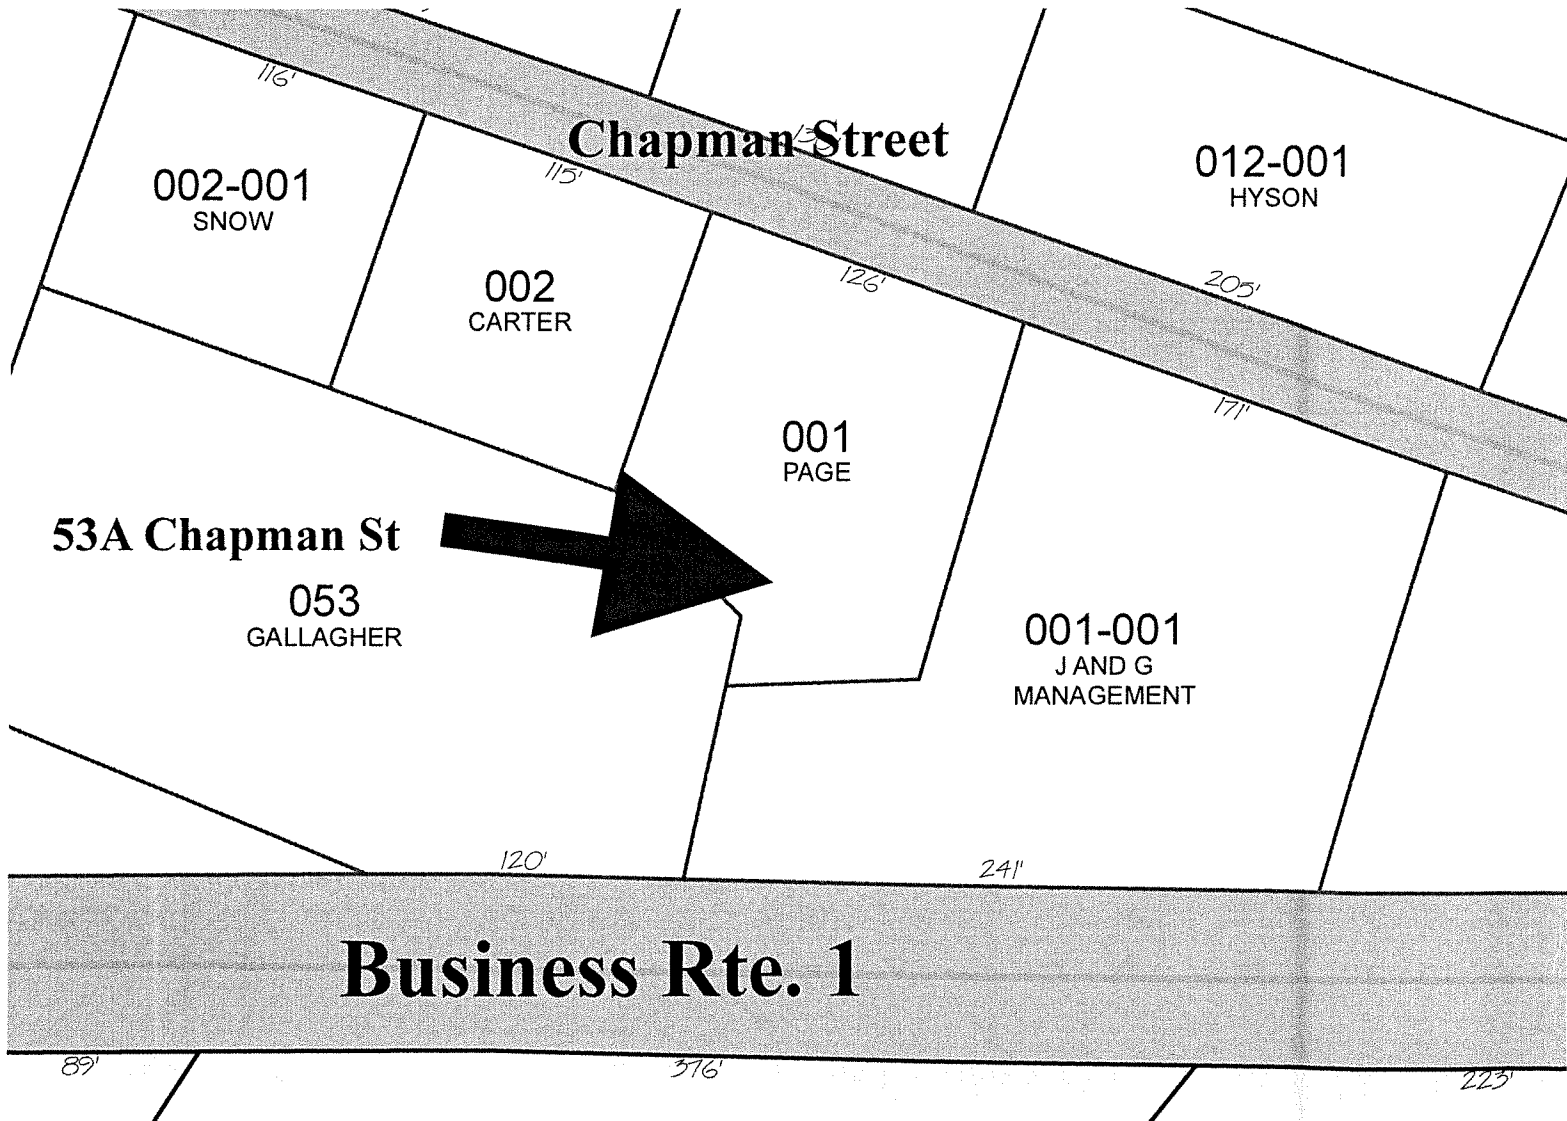 116'
Chapman Street
115'
002-001
SNOW
012-001
HYSON
002
CARTER
126'
205'
171'
001
PAGE
53A Chapman St
053
GALLAGHER
001-001
J AND G
MANAGEMENT
120'
241'
Business Rte. 1
89'
376'
223'